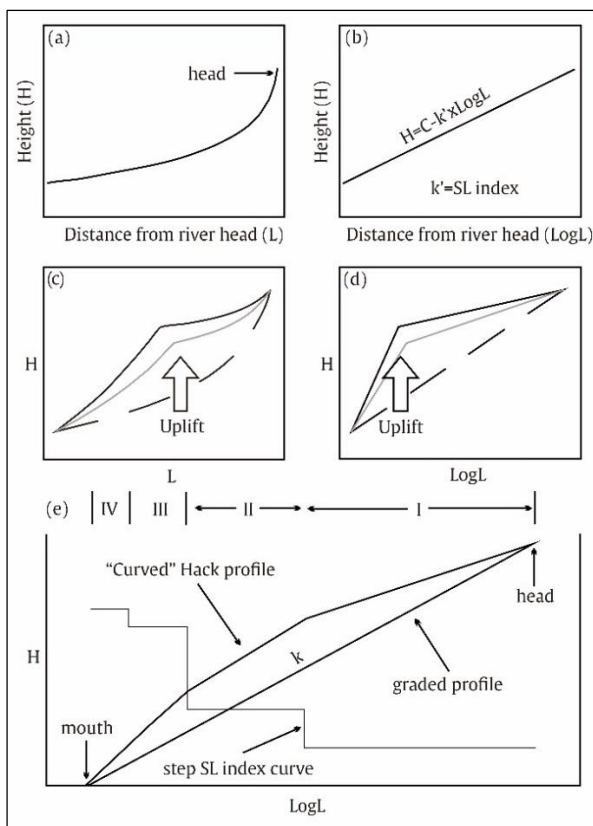 (a)
head
Height (H)
Distance from river head (L)
(b)
H=C-k'xLogL
k'=SL index
Height (H)
Distance from river head (LogL)
(c)
H
Uplift
L
(d)
H
Uplift
LogL
(e)
IV
III
II
I
"Curved" Hack profile
head
H
k
graded profile
mouth
step SL index curve
LogL